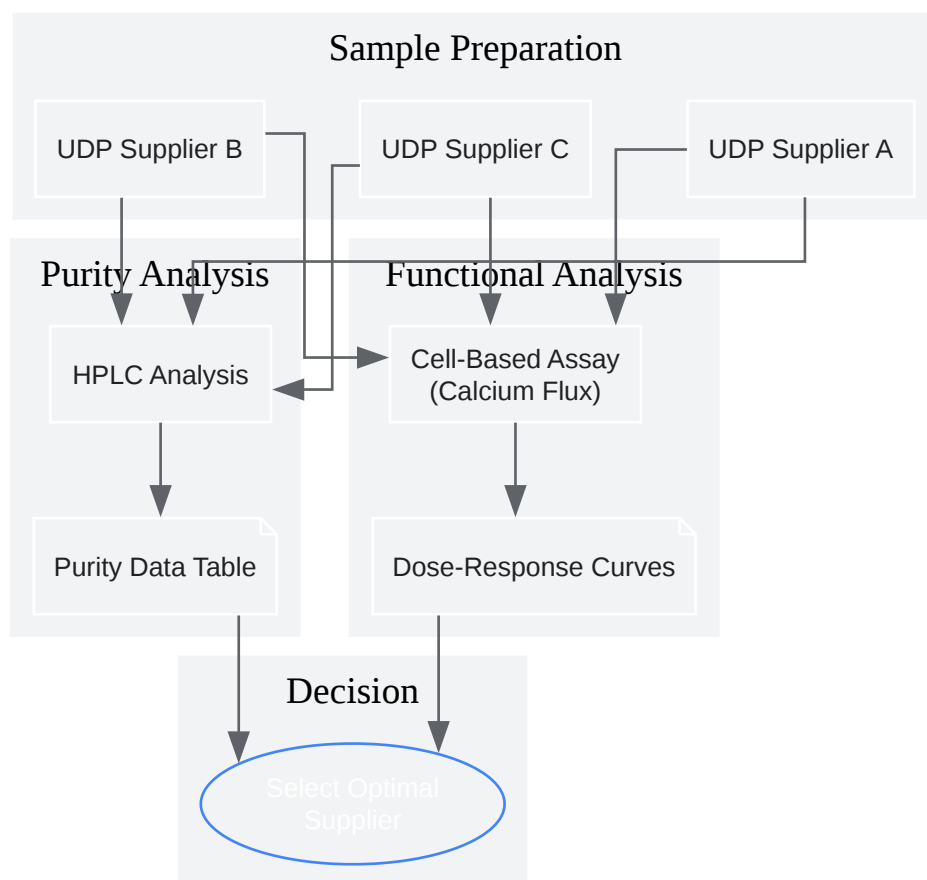 Sample Preparation
UDP Supplier B
UDP Supplier C
UDP Supplier A
Purity Analysis
Functional Analysis
HPLC Analysis
Cell-Based Assay
(Calcium Flux)
Purity Data Table
Dose-Response Curves
Decision
Select Optimal
Supplier